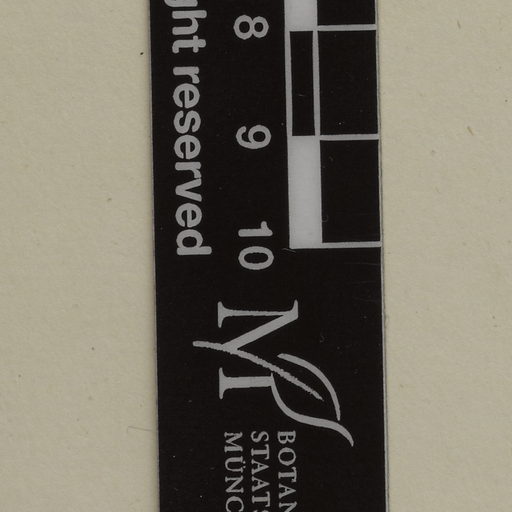 ght reserved
8 9 10
M
BOTAN
STAATS
MÜNC